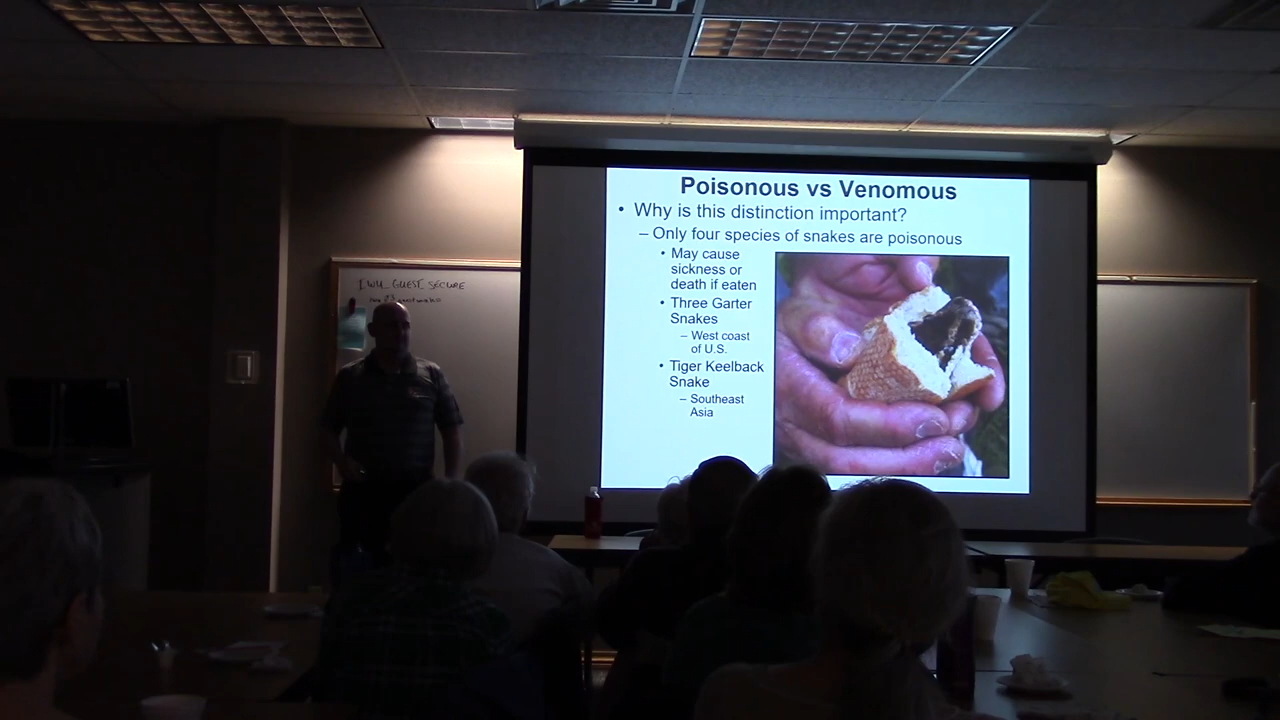 Poisonous vs Venomous
• Why is this distinction important?
– Only four species of snakes are poisonous
• May cause
sickness or
death if eaten
• Three Garter
Snakes
– West coast
of U.S.
• Tiger Keelback
Snake
– Southeast
Asia
IWU_GUEST_SECURE